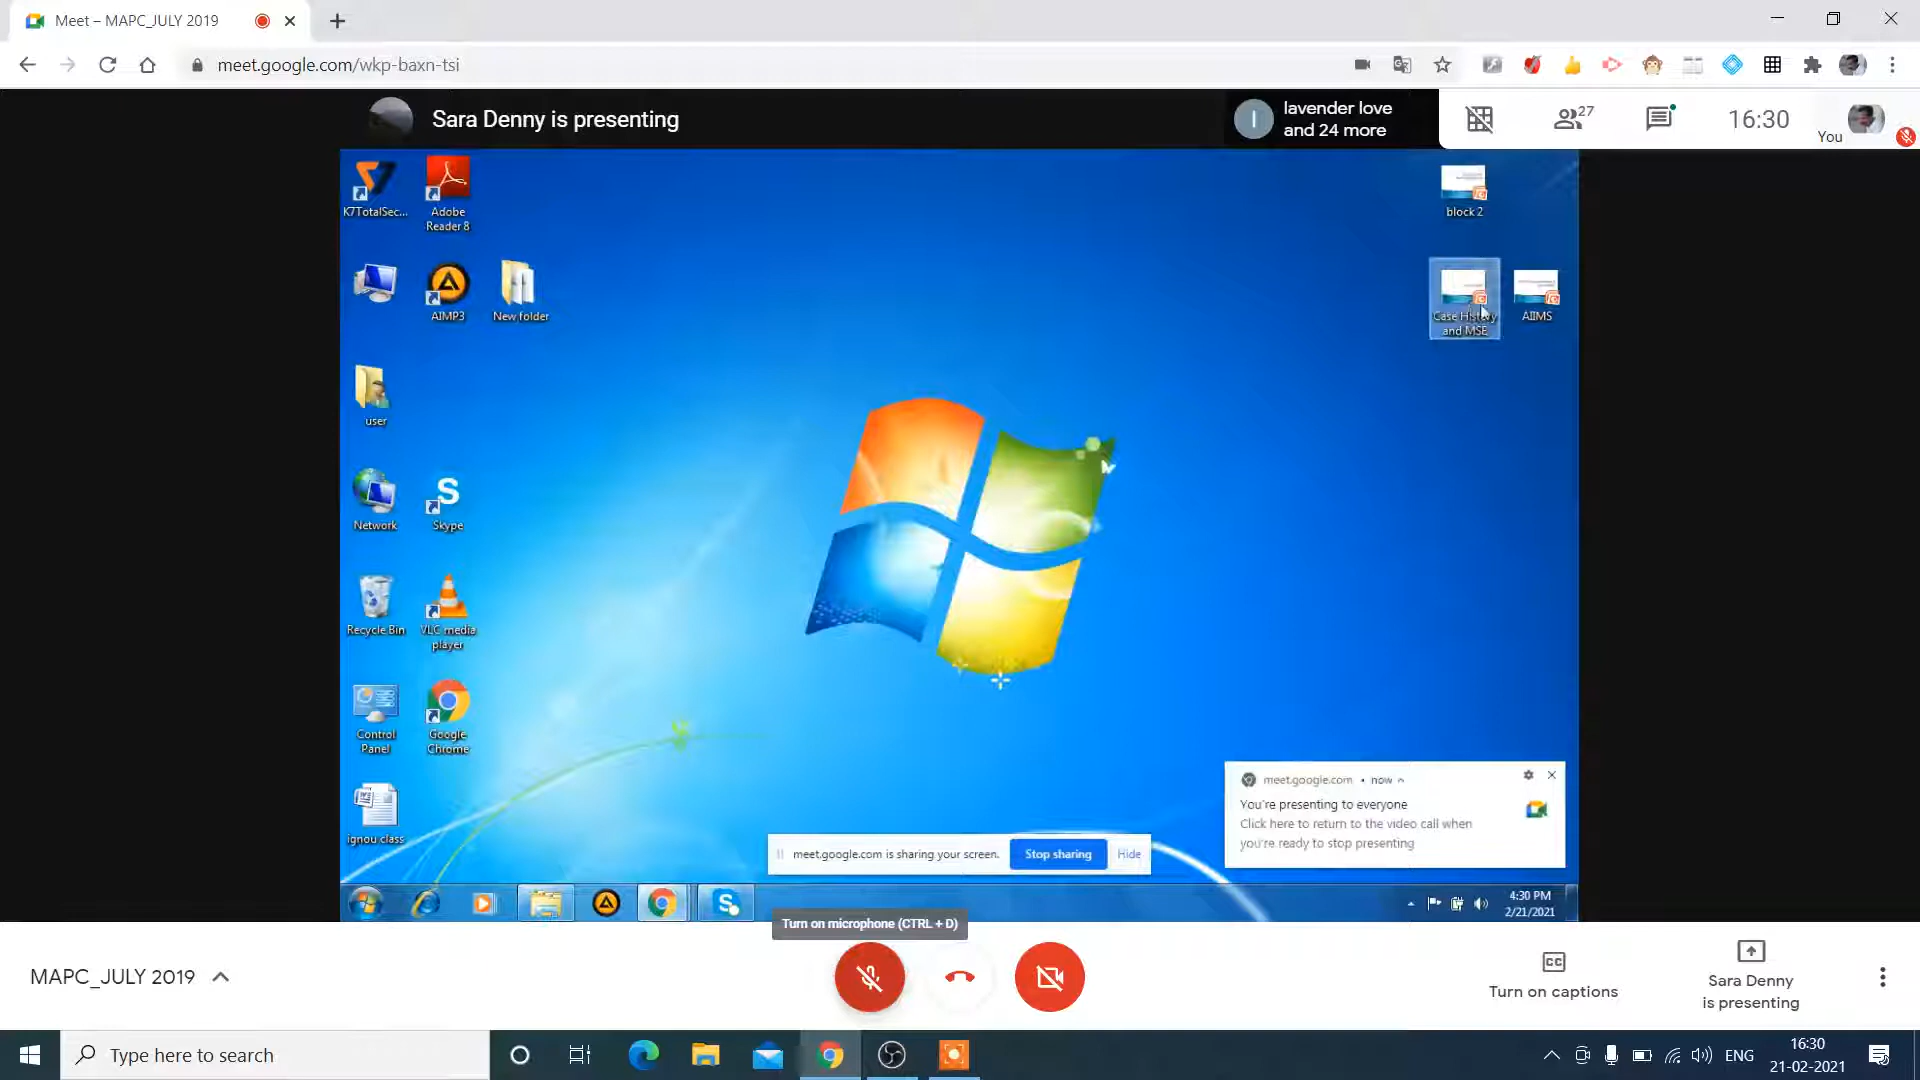 Meet – MAPC_JULY 2019
meet.google.com/wkp-baxn-tsi
Sara Denny is presenting
I
lavender love
and 24 more
27
16:30
You
K7TotalSec...
Adobe
Reader 8
block 2
AIMP3
New folder
Case History
and MSE
AIIMS
user
Network
Skype
Recycle Bin
VLC media
player
Control
Panel
Google
Chrome
ignou class
meet.google.com • now
You're presenting to everyone
Click here to return to the video call when
you're ready to stop presenting
meet.google.com is sharing your screen.
Stop sharing
Hide
4:30 PM
2/21/2021
Turn on microphone (CTRL + D)
MAPC_JULY 2019
Turn on captions
Sara Denny
is presenting
Type here to search
ENG
16:30
21-02-2021